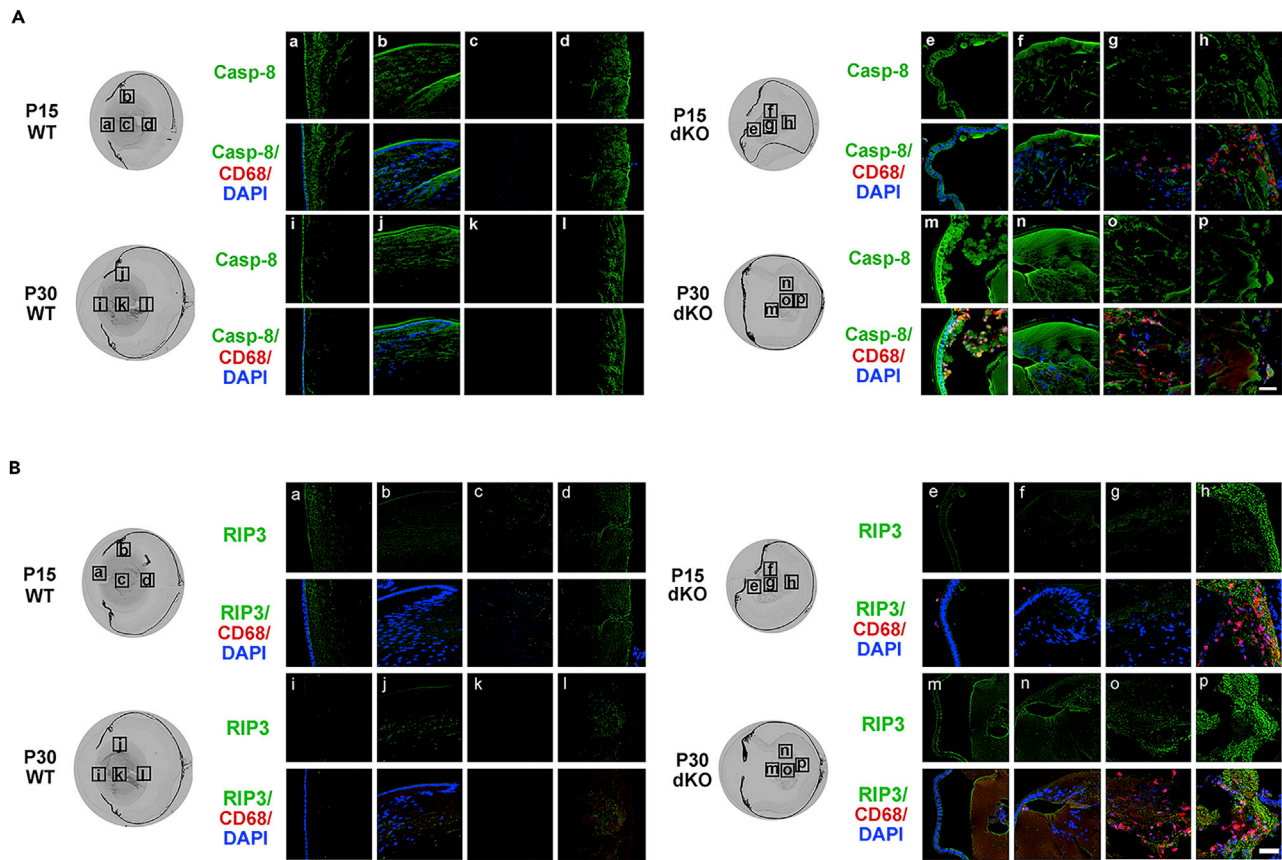 A
a b c d
Casp-8
P15
WT
b
a c d
Casp-8/
CD68/
DAPI
e f g h
Casp-8
P15
dKO
f
e g h
Casp-8/
CD68/
DAPI
i j k l
Casp-8
P30
WT
j
i k l
Casp-8/
CD68/
DAPI
m n o p
Casp-8
P30
dKO
n
o p
m
Casp-8/
CD68/
DAPI
B
a b c d
RIP3
P15
WT
b
a c d
RIP3/
CD68/
DAPI
e f g h
RIP3
P15
dKO
f
e g h
RIP3/
CD68/
DAPI
i j k l
RIP3
P30
WT
j
i k l
RIP3/
CD68/
DAPI
m n o p
RIP3
P30
dKO
n
m o p
RIP3/
CD68/
DAPI